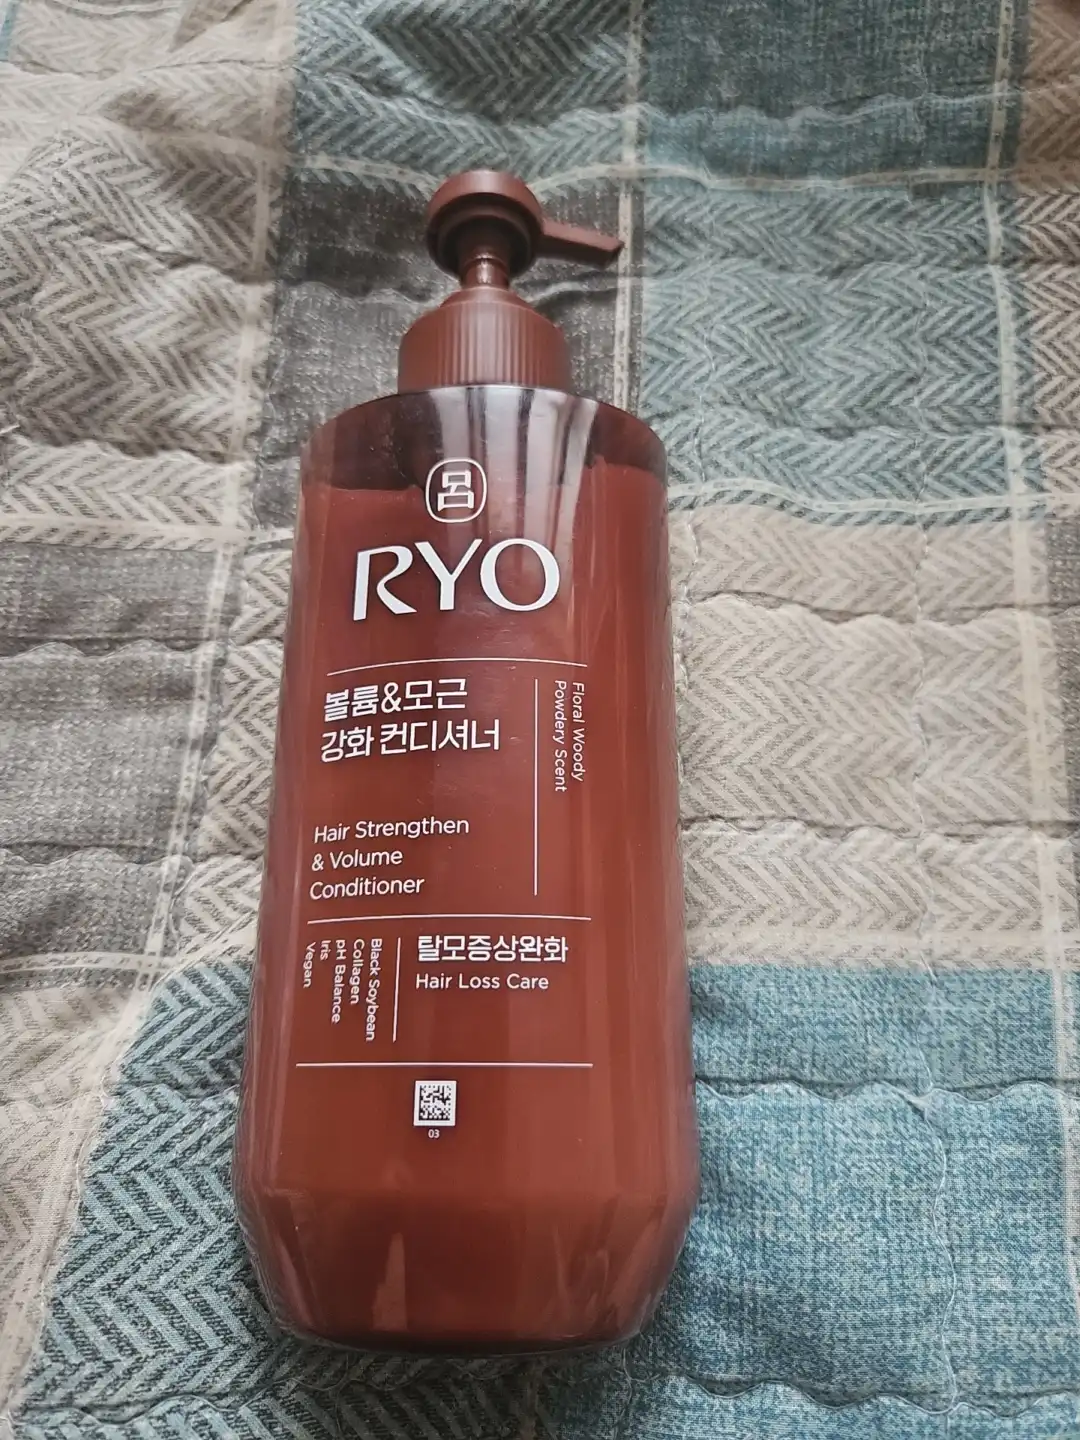 呂
RYO
볼륨&모근
강화 컨디셔너
Floral Woody
Powdery Scent
Hair Strengthen
& Volume
Conditioner
Black Soybean
Collagen
pH Balance
Iris
Vegan
탈모증상완화
Hair Loss Care
03